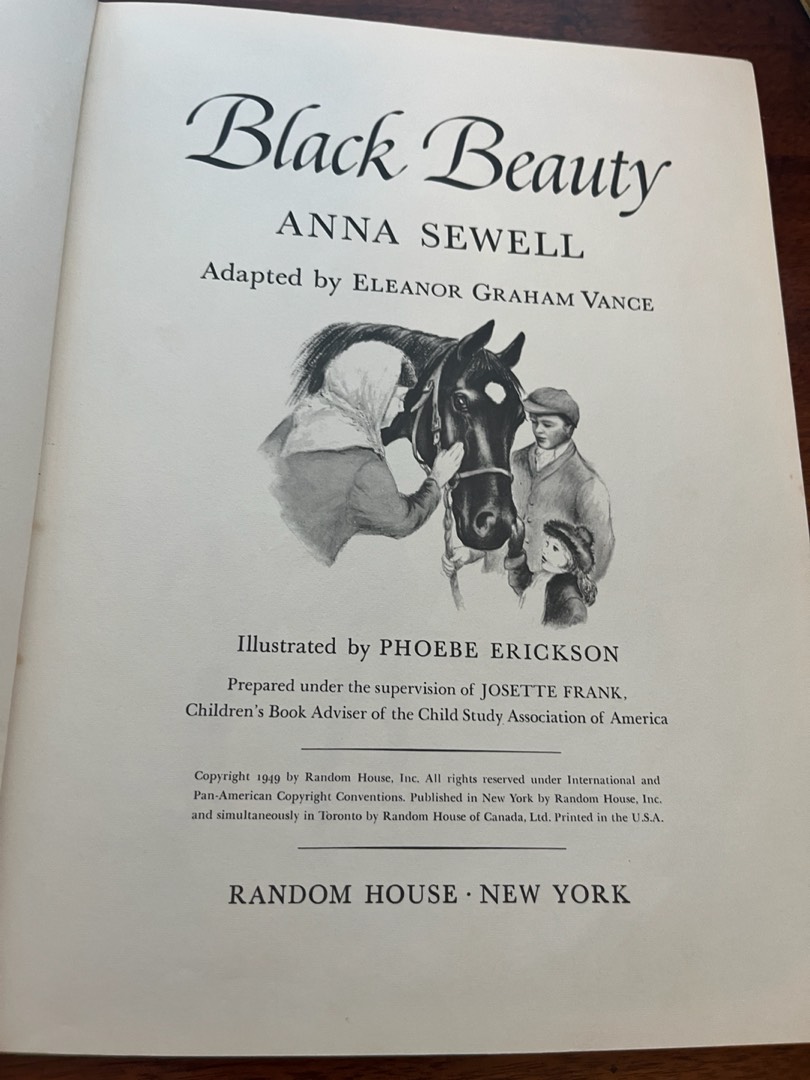 Black Beauty
ANNA SEWELL
Adapted by ELEANOR GRAHAM VANCE
Illustrated by PHOEBE ERICKSON
Prepared under the supervision of JOSETTE FRANK,
Children's Book Adviser of the Child Study Association of America
Copyright 1949 by Random House, Inc. All rights reserved under International and
Pan-American Copyright Conventions. Published in New York by Random House, Inc.
and simultaneously in Toronto by Random House of Canada, Ltd. Printed in the U.S.A.
RANDOM HOUSE · NEW YORK